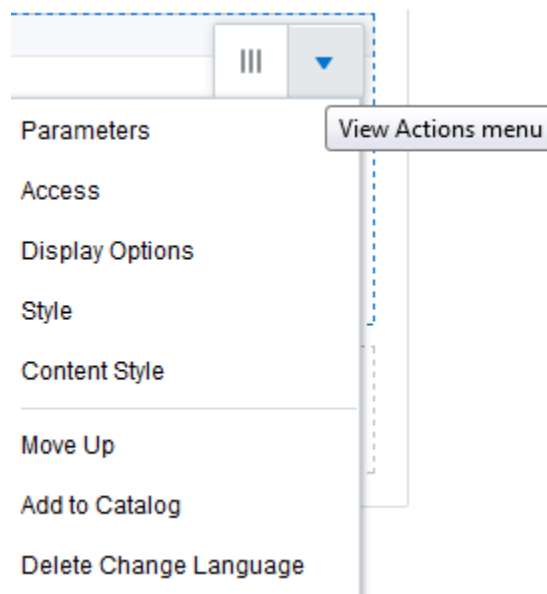 View Actions menu
Parameters
Access
Display Options
Style
Content Style
Move Up
Add to Catalog
Delete Change Language